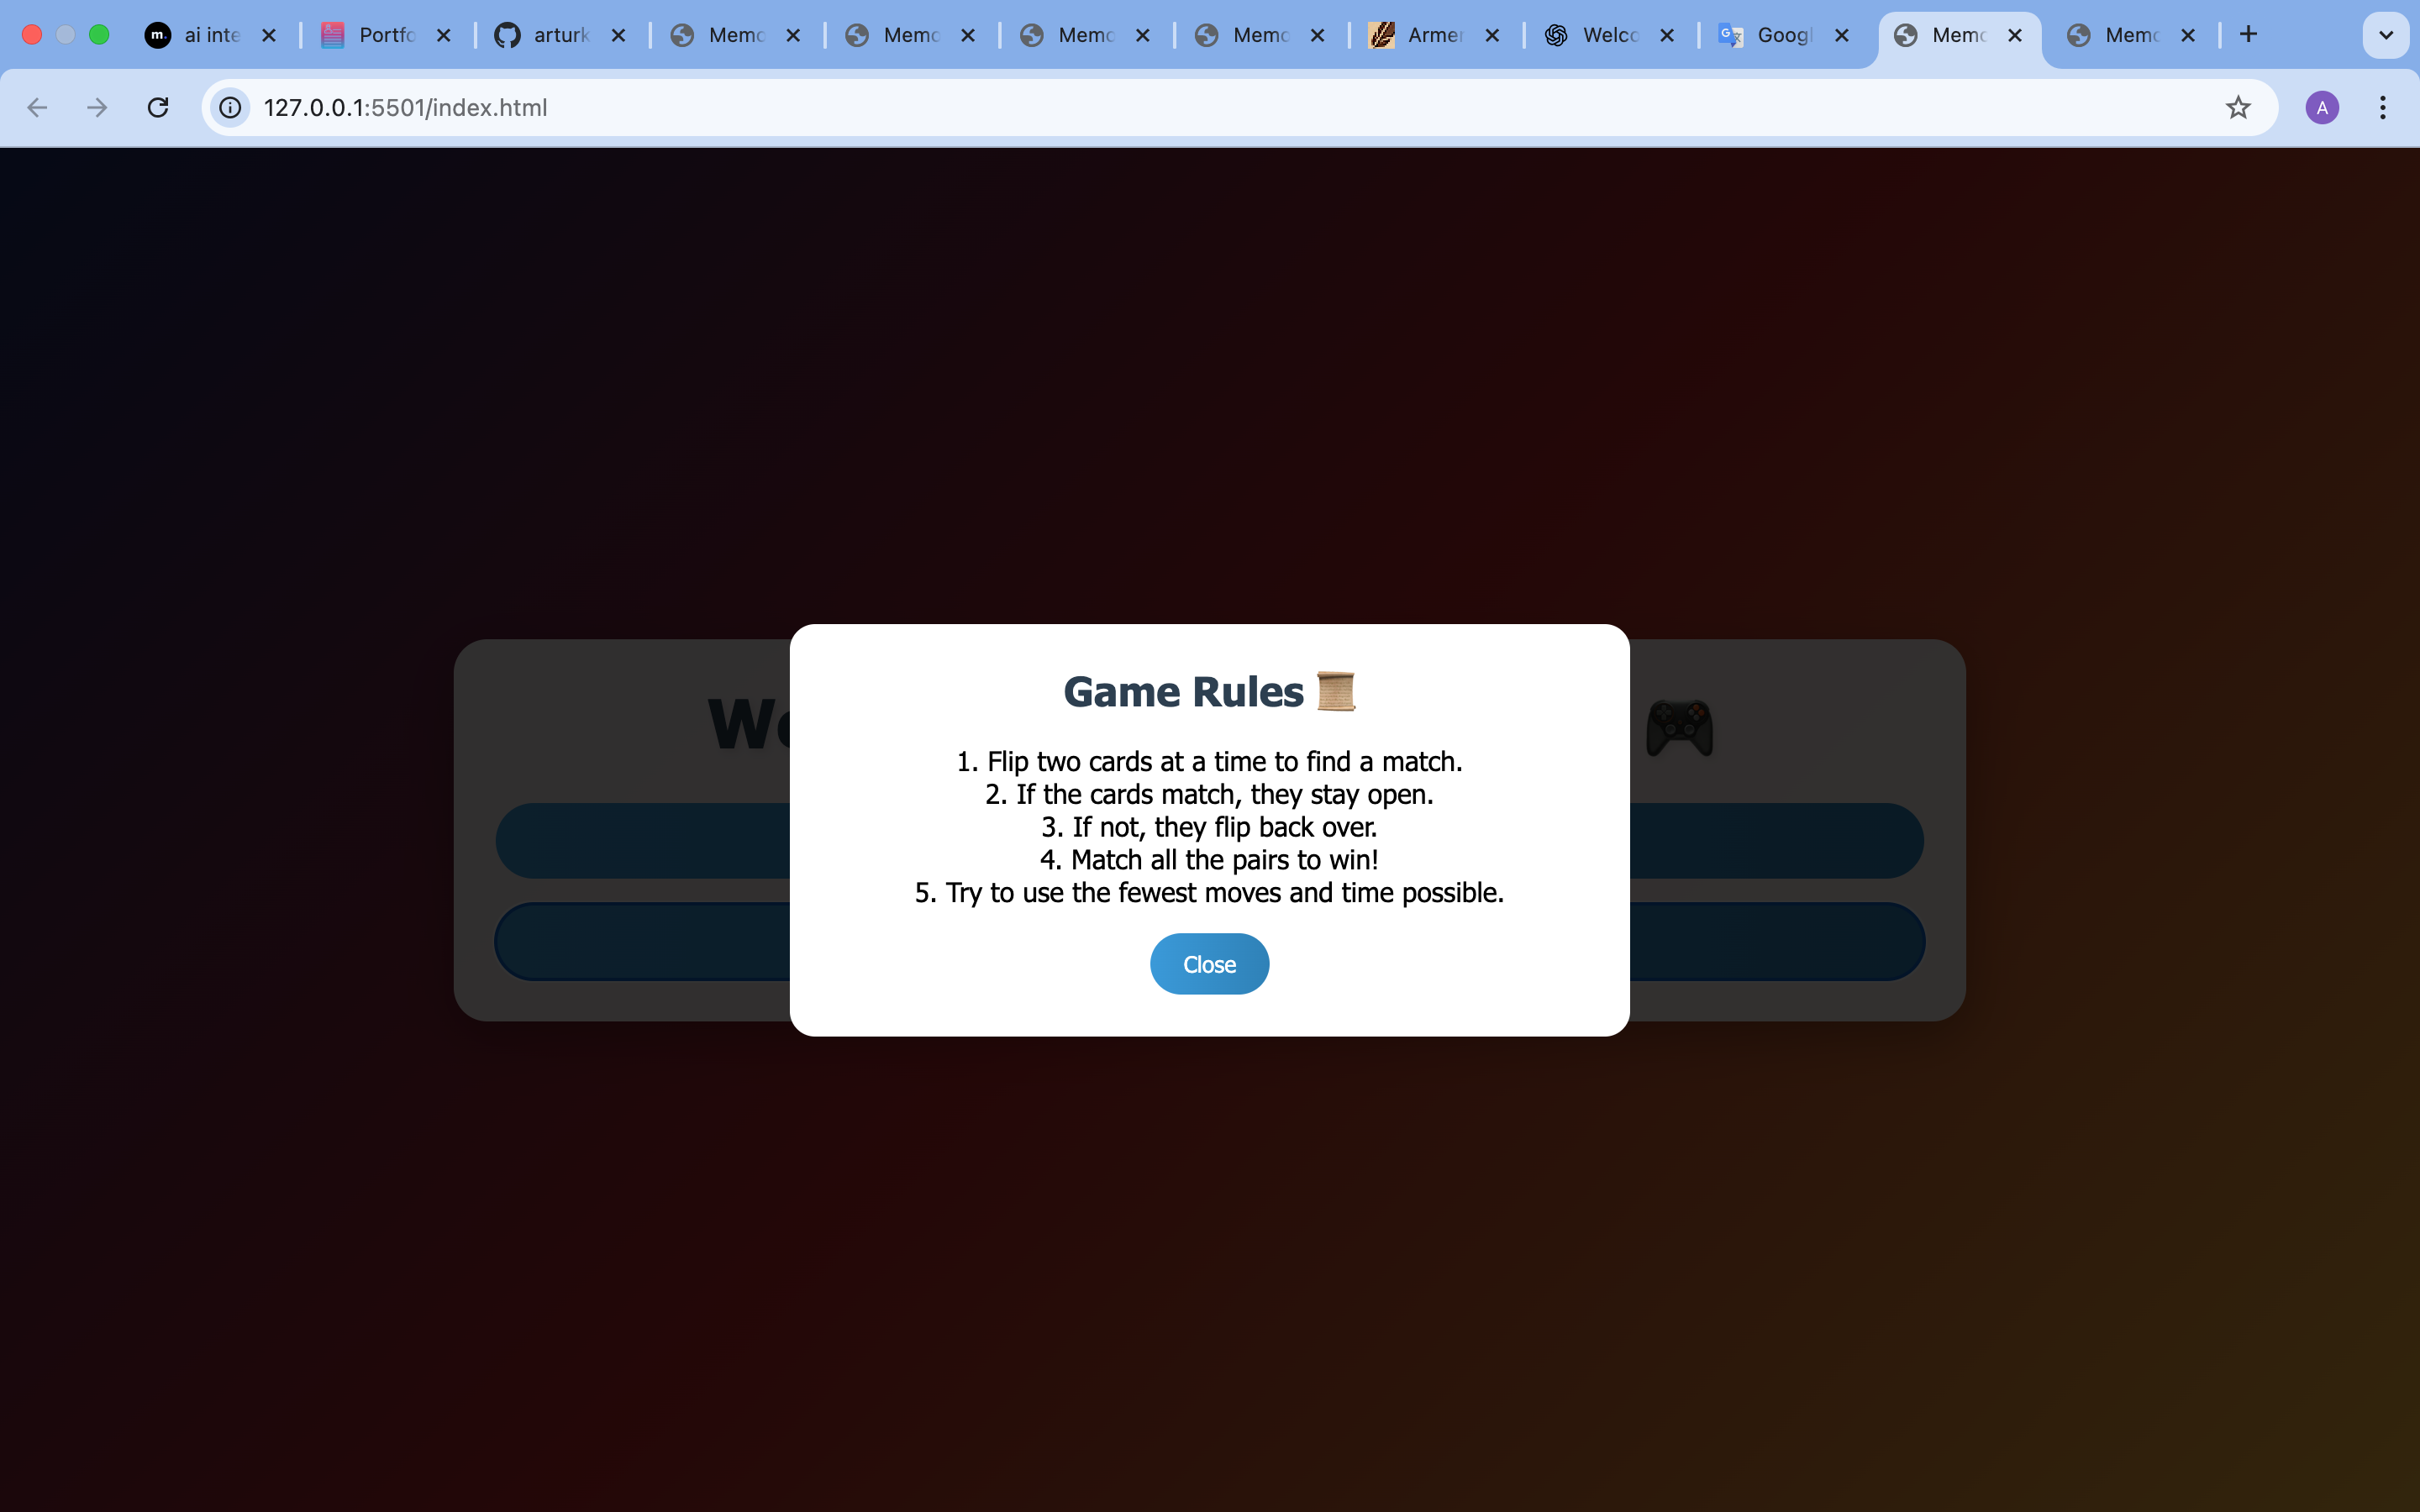 ai inte
Portfo
arturk
Memo
Memo
Memo
Memo
Armer
Welco
Googl
Memo
Memo
127.0.0.1:5501/index.html
A
Game Rules
We
1. Flip two cards at a time to find a match.
2. If the cards match, they stay open.
3. If not, they flip back over.
4. Match all the pairs to win!
5. Try to use the fewest moves and time possible.
Close